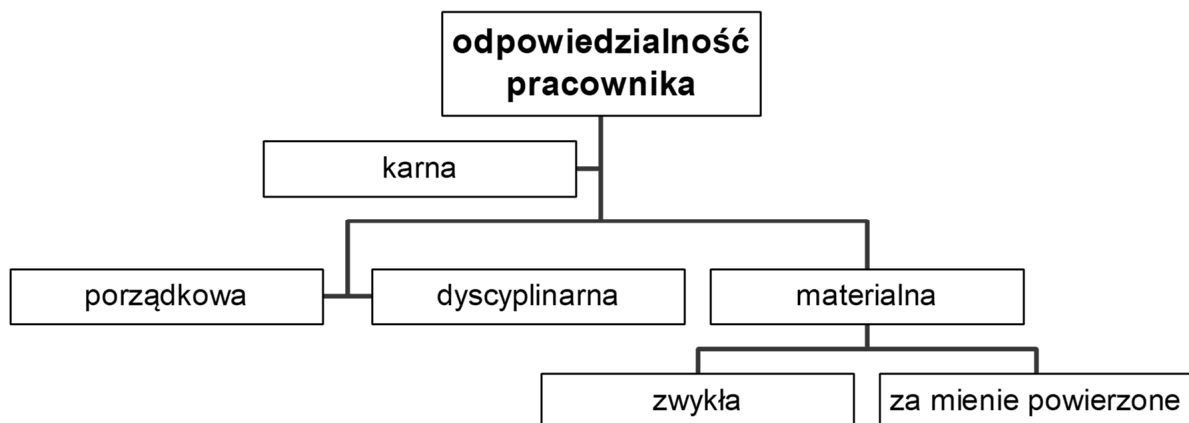 odpowiedzialność
pracownika
karna
porządkowa
dyscyplinarna
materialna
zwykła
za mienie powierzone